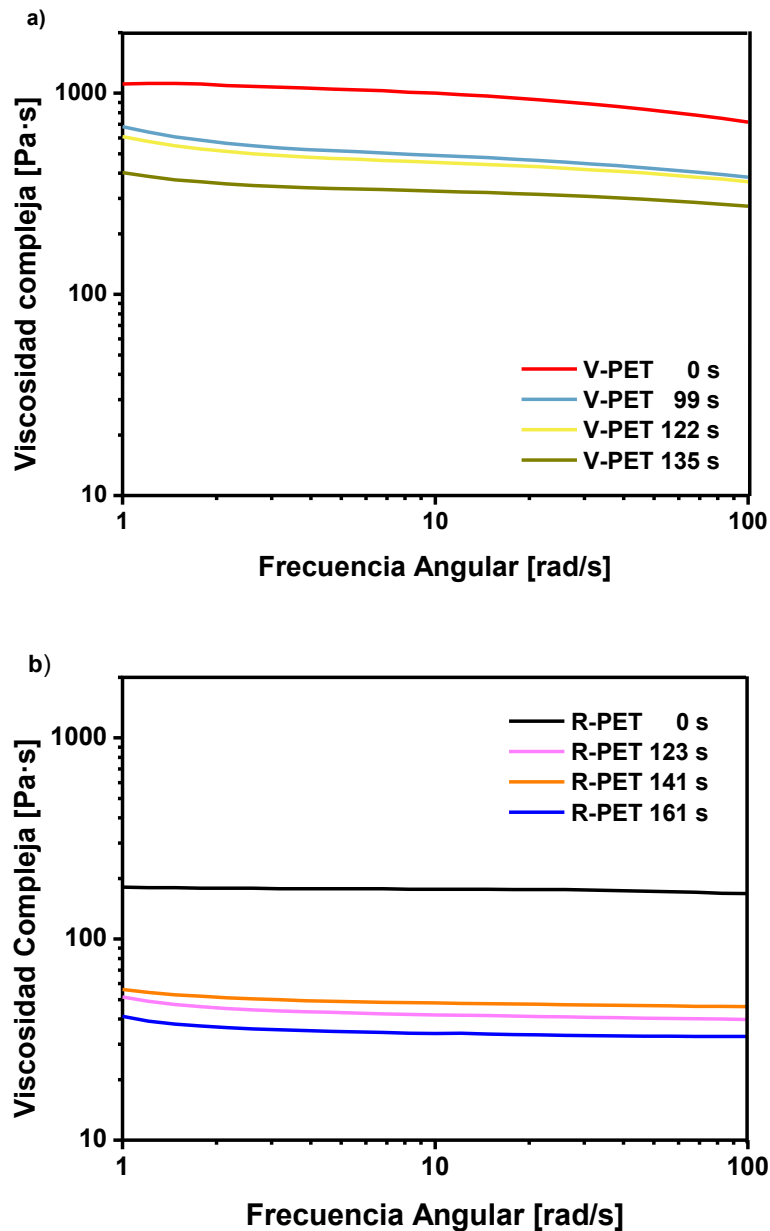 a)
Viscosidad compleja [Pa·s]
1000
100
10
V-PET 0 s
V-PET 99 s
V-PET 122 s
V-PET 135 s
1
10
100
Frecuencia Angular [rad/s]
b)
Viscosidad Compleja [Pa·s]
1000
100
10
R-PET 0 s
R-PET 123 s
R-PET 141 s
R-PET 161 s
1
10
100
Frecuencia Angular [rad/s]